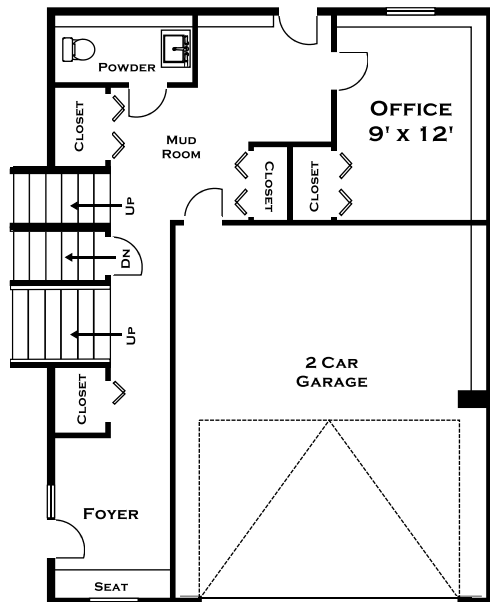 Powder
Office
9' x 12'
Closet
Mud
Room
Closet
Closet
Up
Dn
Up
2 Car
Garage
Closet
Foyer
Seat